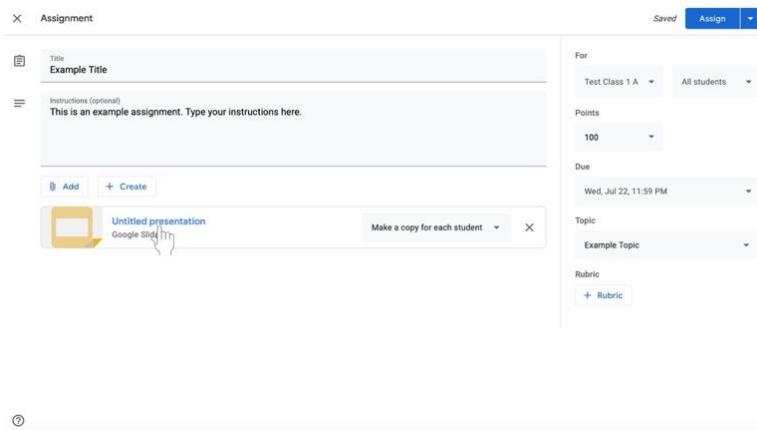 Assignment
Saved
Assign
Title
Example Title
Instructions (optional)
This is an example assignment. Type your instructions here.
Add
+ Create
Untitled presentation
Google
Make a copy for each student
For
Test Class 1 A
All students
Points
100
Due
Wed, Jul 22, 11:59 PM
Topic
Example Topic
Rubric
+ Rubric